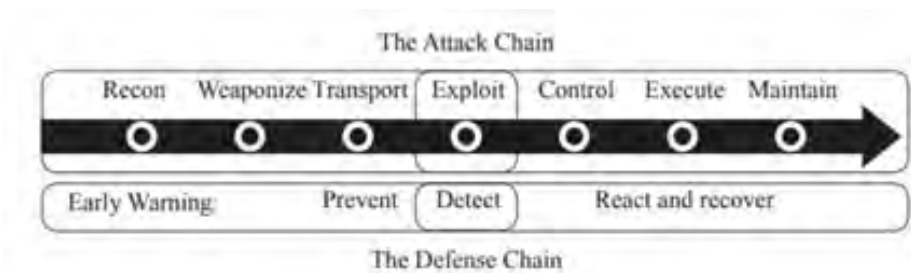 The Attack Chain
Recon Weaponize Transport Exploit Control Execute Maintain
Early Warning Prevent Detect React and recover
The Defense Chain